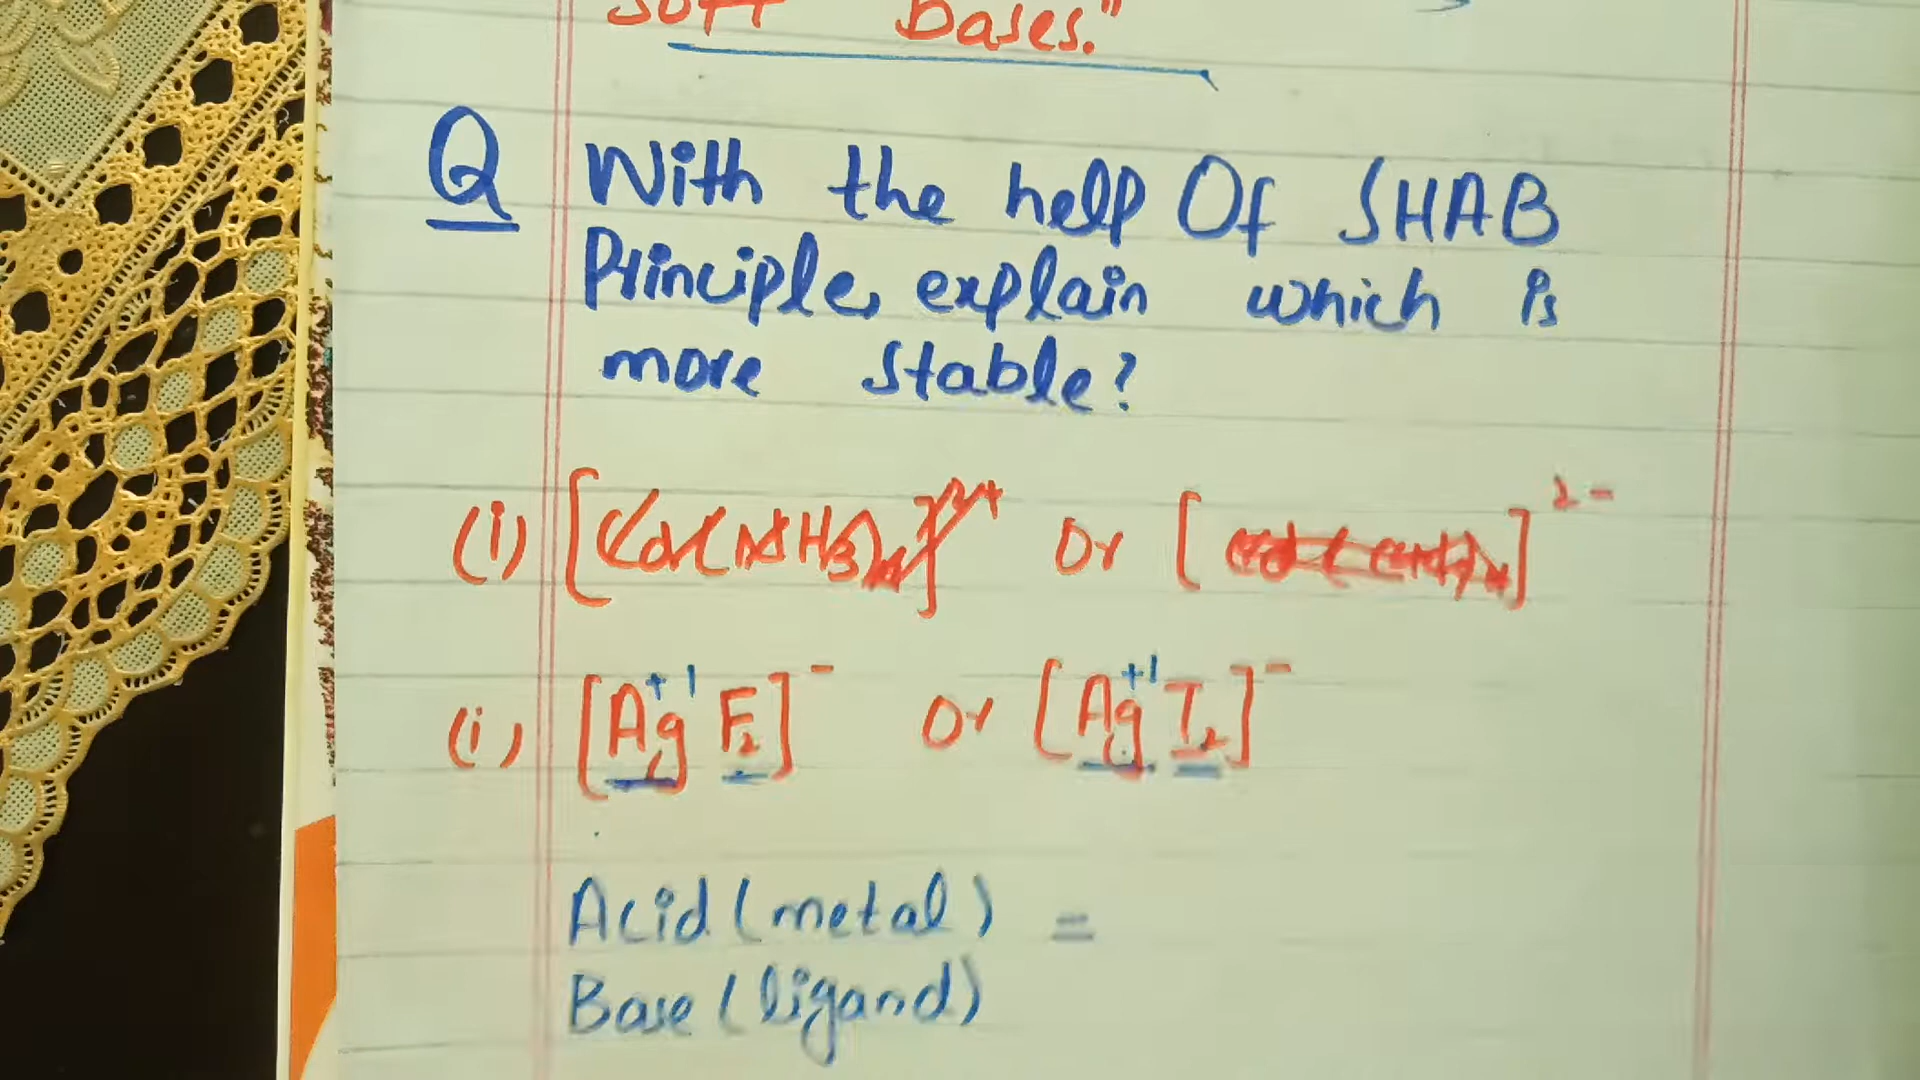 Soft Bases."
Q With the help Of SHAB
Principle, explain which is
more stable?
(i) [Cd(NH3)4]2+ Or [ ]2-
(i) [Ag+1 F2]- Or [Ag+1 I2]-
Acid (metal) =
Base (ligand)